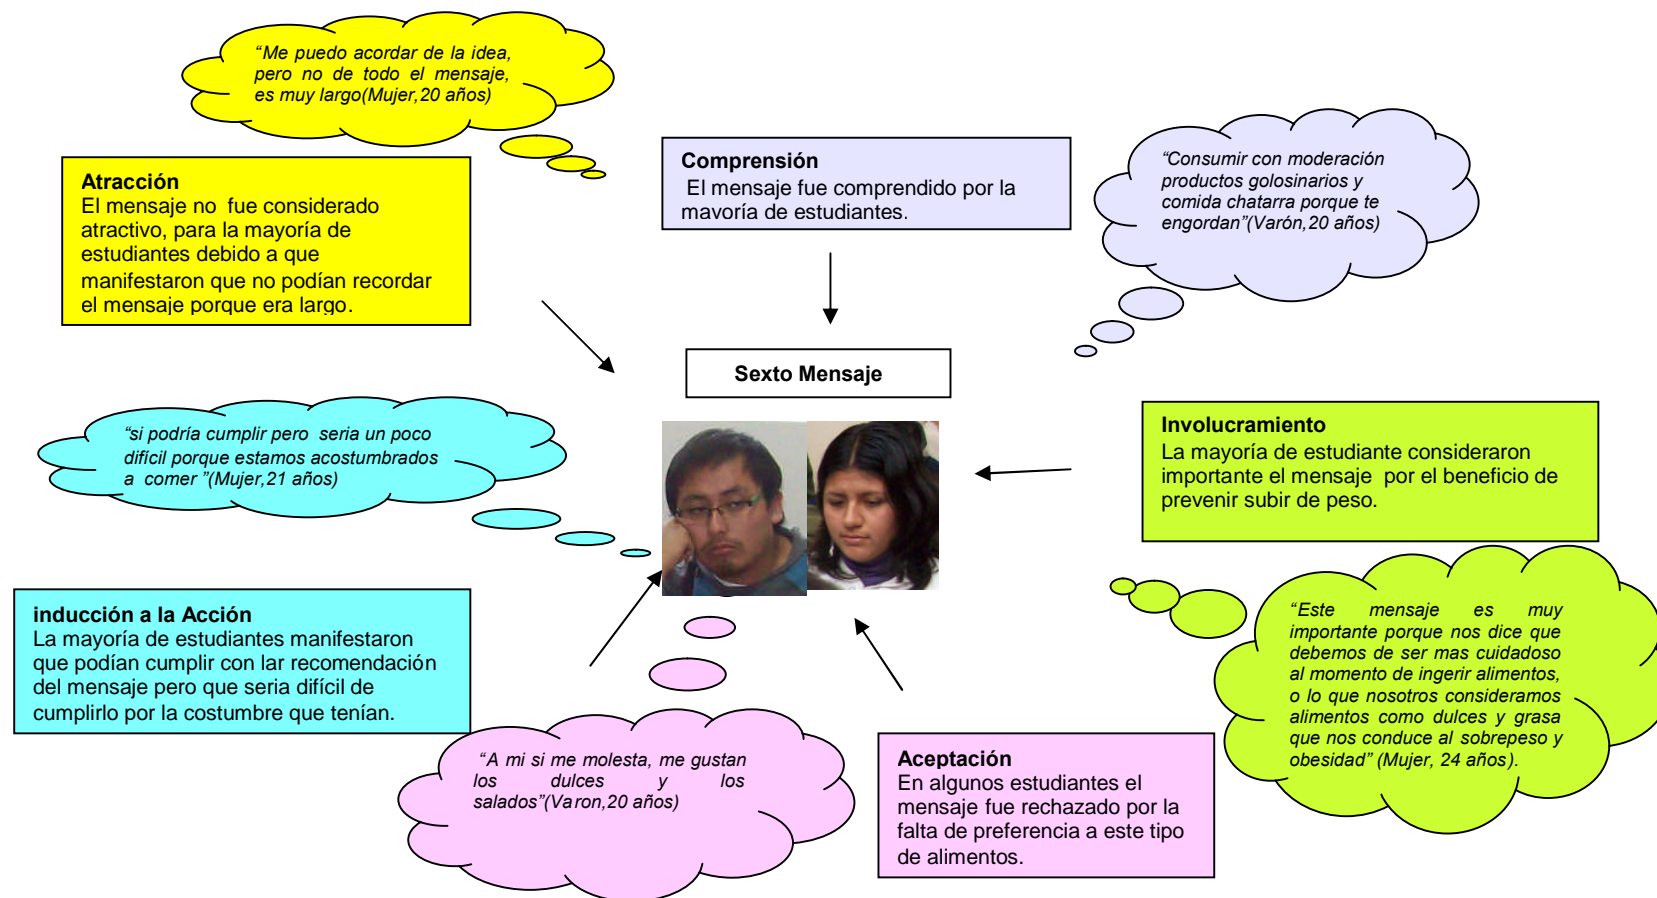 “Me puedo acordar de la idea,
pero no de todo el mensaje,
es muy largo(Mujer,20 años)
Atracción
El mensaje no fue considerado
atractivo, para la mayoría de
estudiantes debido a que
manifestaron que no podían recordar
el mensaje porque era largo.
Comprensión
El mensaje fue comprendido por la
mayoría de estudiantes.
“Consumir con moderación
productos golosinarios y
comida chatarra porque te
engordan”(Varón,20 años)
Sexto Mensaje
“si podría cumplir pero seria un poco
difícil porque estamos acostumbrados
a comer ”(Mujer,21 años)
Involucramiento
La mayoría de estudiante consideraron
importante el mensaje por el beneficio de
prevenir subir de peso.
inducción a la Acción
La mayoría de estudiantes manifestaron
que podían cumplir con lar recomendación
del mensaje pero que seria difícil de
cumplirlo por la costumbre que tenían.
“Este mensaje es muy
importante porque nos dice que
debemos de ser mas cuidadoso
al momento de ingerir alimentos,
o lo que nosotros consideramos
alimentos como dulces y grasa
que nos conduce al sobrepeso y
obesidad” (Mujer, 24 años).
“A mi si me molesta, me gustan
los dulces y los
salados”(Varon,20 años)
Aceptación
En algunos estudiantes el
mensaje fue rechazado por la
falta de preferencia a este tipo
de alimentos.